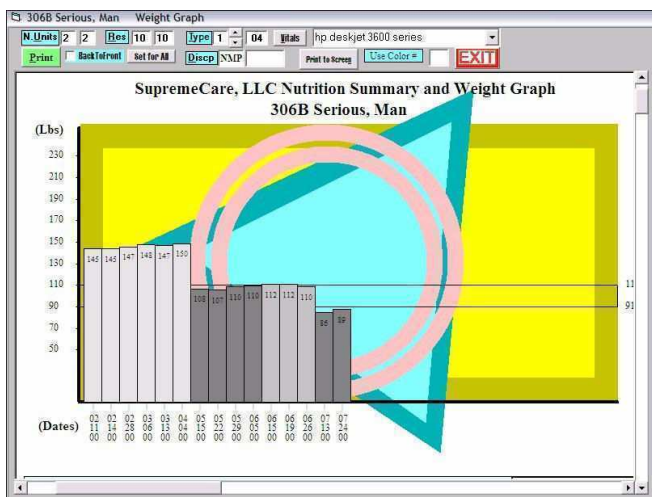 306B Serious, Man Weight Graph
N.Units 2 2 Res 10 10 Type 1 04 Vitals hp deskjet 3600 series
Print BackToFront Set for All Discp NMP Print to Screen Use Color = EXIT
SupremeCare, LLC Nutrition Summary and Weight Graph
306B Serious, Man
(Lbs)
230
210
190
170
150
130
110
90
70
50
145 145 147 148 147 150 108 107 110 110 112 112 110 86 89
11
91
(Dates)
02 02 02 03 03 04 05 05 05 06 06 06 06 07 07
11 14 28 06 13 04 15 22 29 05 15 19 26 13 24
00 00 00 00 00 00 00 00 00 00 00 00 00 00 00